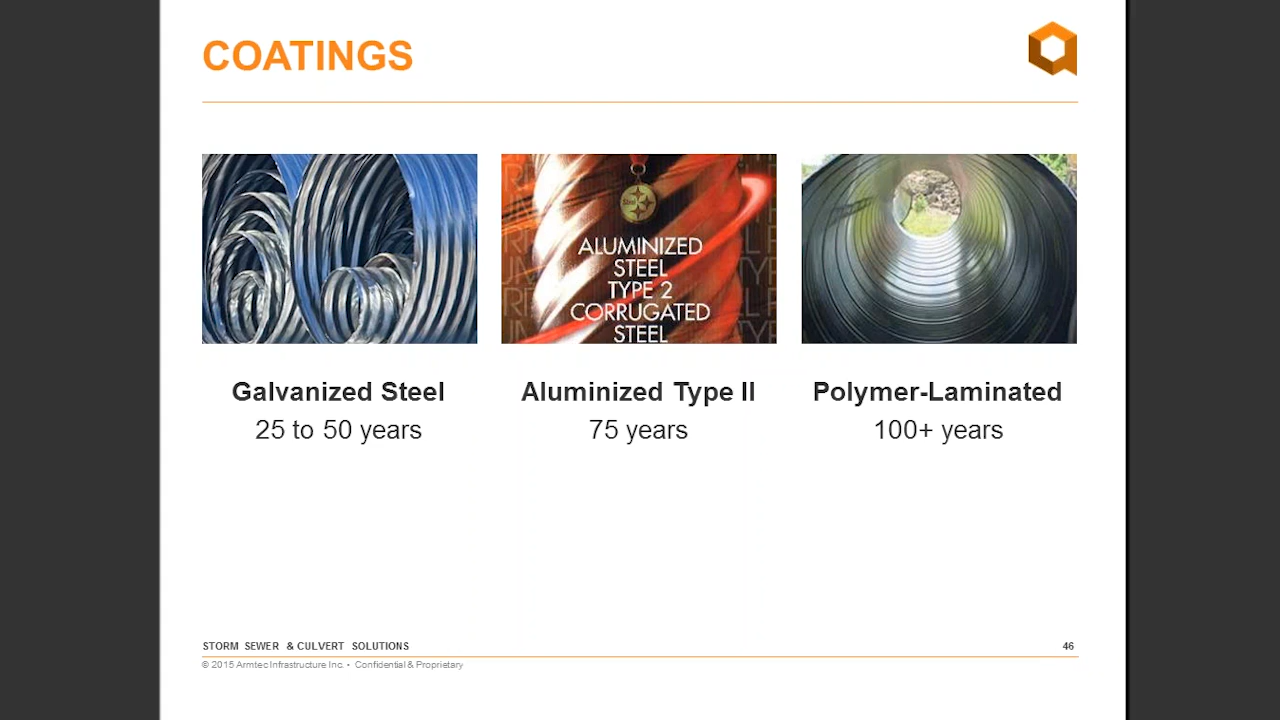 COATINGS
Steel
ALUMINIZED
STEEL
TYPE 2
CORRUGATED
STEEL
Galvanized Steel
Aluminized Type II
Polymer-Laminated
25 to 50 years
75 years
100+ years
STORM SEWER & CULVERT SOLUTIONS
46
© 2015 Armtec Infrastructure Inc. • Confidential & Proprietary